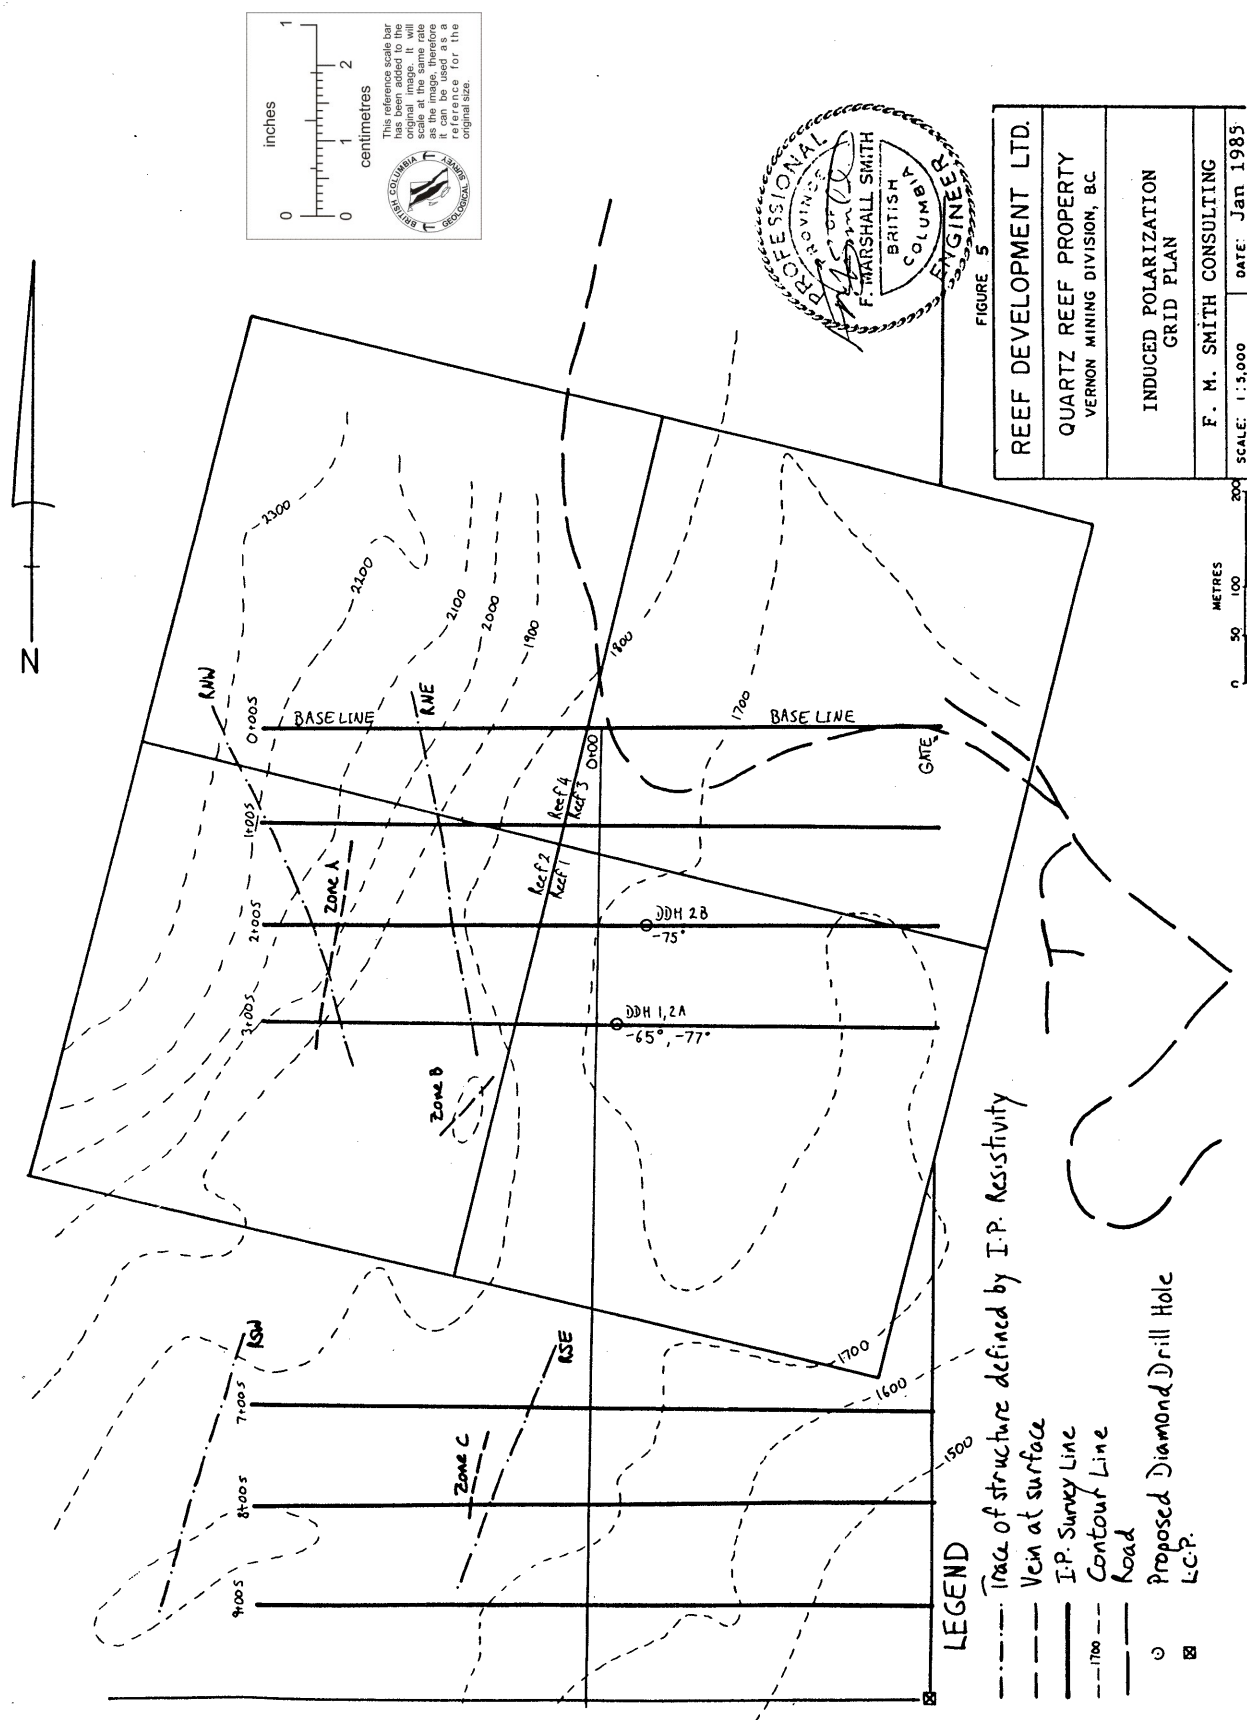 inches
0
1
0
1
2
centimetres
This reference scale bar
has been added to the
original image. It will
scale at the same rate
as the image, therefore
it can be used as a
reference for the
original size.
BRITISH COLUMBIA
GEOLOGICAL SURVEY
N
PROFESSIONAL
PROVINCE
OF
F. MARSHALL SMITH
BRITISH
COLUMBIA
ENGINEER
FIGURE 5
REEF DEVELOPMENT LTD.
QUARTZ REEF PROPERTY
VERNON MINING DIVISION, B.C.
INDUCED POLARIZATION
GRID PLAN
F. M. SMITH CONSULTING
SCALE: 1:5,000
DATE: Jan 1985
METRES
0
50
100
200
2300
2200
2100
2000
1900
1800
1700
RNW
RNE
0+00S
BASE LINE
BASE LINE
0+00
GATE
1+00S
Reef 4
Reef 3
Reef 2
Reef 1
Zone A
2+00S
DDH 2B
-75°
3+00S
DDH 1, 2A
-65°, -77°
Zone B
RSW
RSE
7+00S
8+00S
9+00S
Zone C
1700
1600
1500
LEGEND
Trace of structure defined by I.P. Resistivity
Vein at surface
I.P. Survey Line
1700
Contour Line
Road
Proposed Diamond Drill Hole
L.C.P.